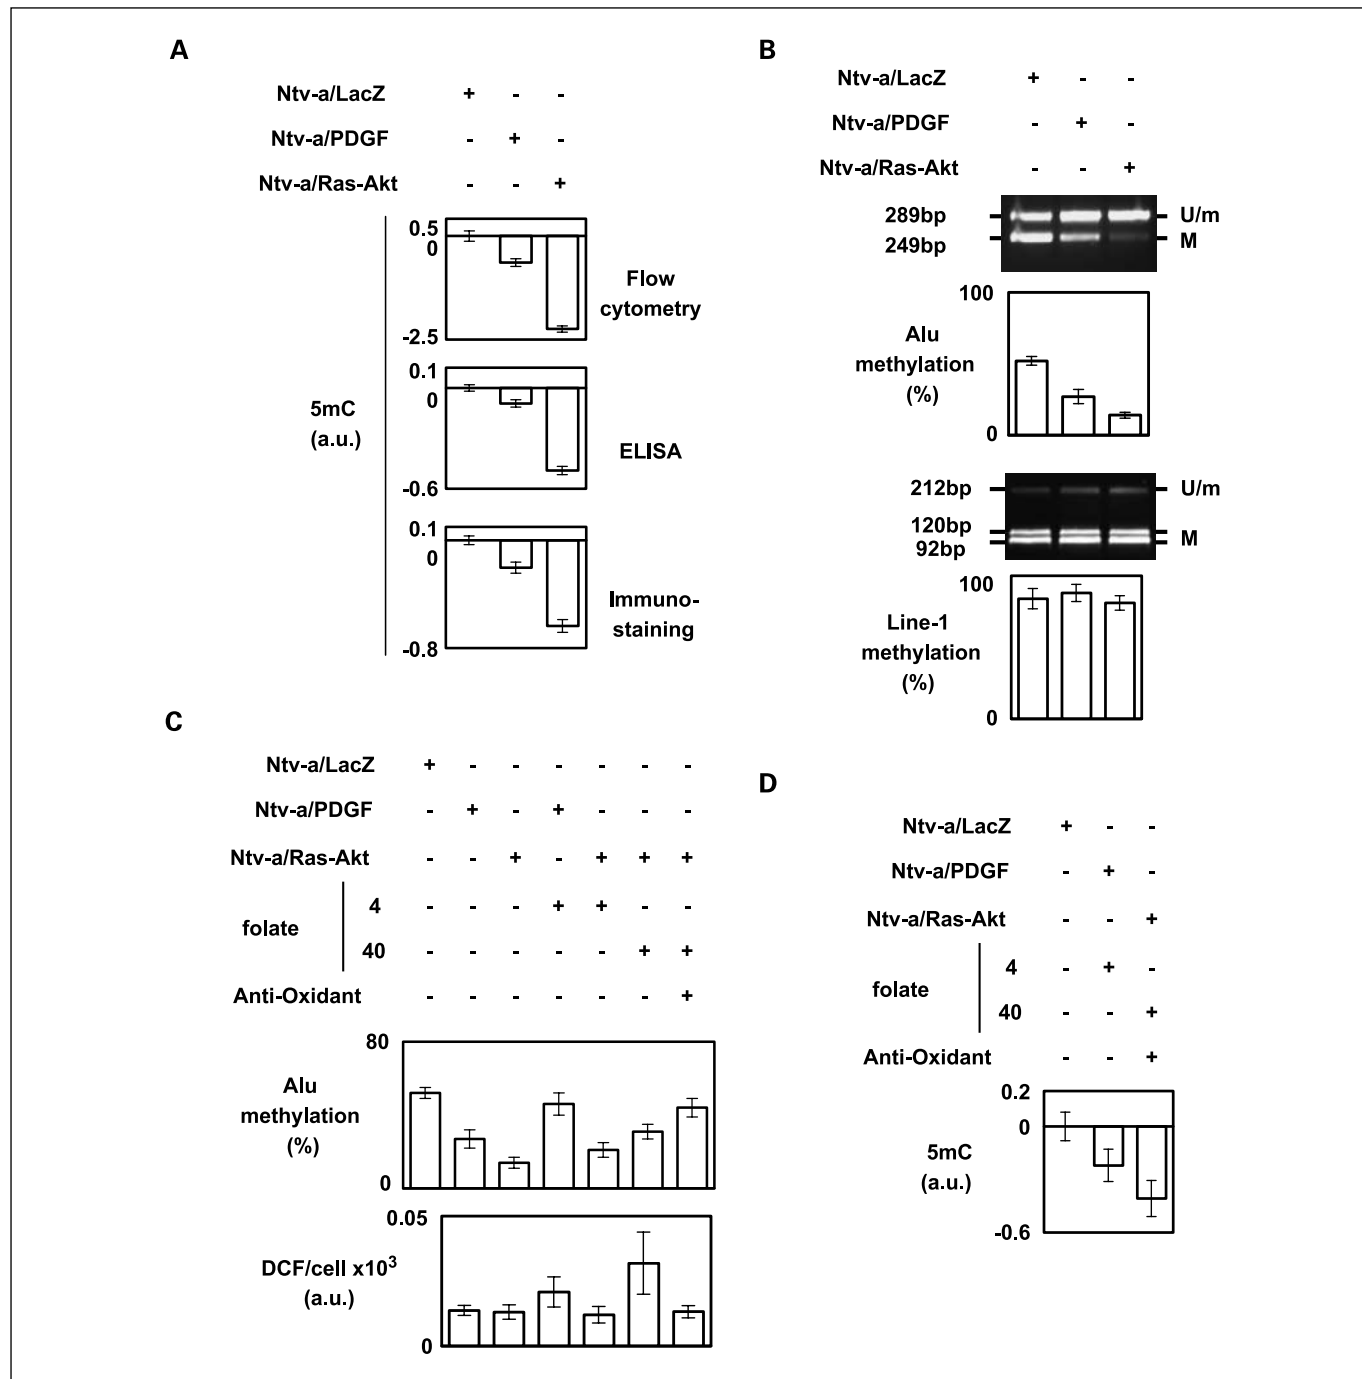 A
Ntv-a/LacZ + - -
Ntv-a/PDGF - + -
Ntv-a/Ras-Akt - - +
0.5
0
-2.5
Flow
cytometry
0.1
0
-0.6
ELISA
5mC
(a.u.)
0.1
0
-0.8
Immuno-
staining
B
Ntv-a/LacZ + - -
Ntv-a/PDGF - + -
Ntv-a/Ras-Akt - - +
289bp U/m
249bp M
100
Alu
methylation
(%)
0
212bp U/m
120bp
92bp M
100
Line-1
methylation
(%)
0
C
Ntv-a/LacZ + - - - - - -
Ntv-a/PDGF - + - + - - -
Ntv-a/Ras-Akt - - + - + + +
folate
4 - - - + + - -
40 - - - - - + +
Anti-Oxidant - - - - - - +
80
Alu
methylation
(%)
0
0.05
DCF/cell x10³
(a.u.)
0
D
Ntv-a/LacZ + - -
Ntv-a/PDGF - + -
Ntv-a/Ras-Akt - - +
folate
4 - + -
40 - - +
Anti-Oxidant - - +
0.2
0
5mC
(a.u.)
-0.6